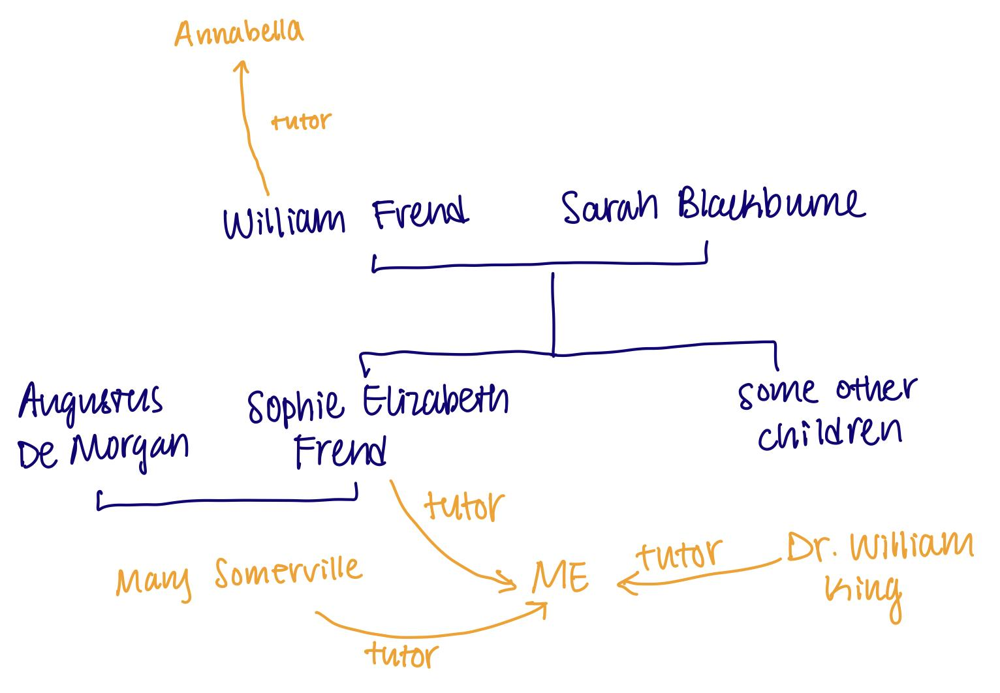 Annabella
tutor
William Frend
Sarah Blackburne
Augustus
De Morgan
Sophie Elizabeth
Frend
some other
children
tutor
Mary Somerville
ME
tutor
Dr. William
King
tutor